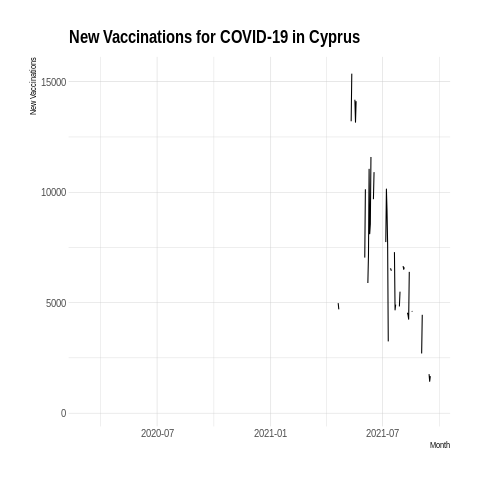 New Vaccinations for COVID-19 in Cyprus
New Vaccinations
15000
10000
5000
0
2020-07
2021-01
2021-07
Month